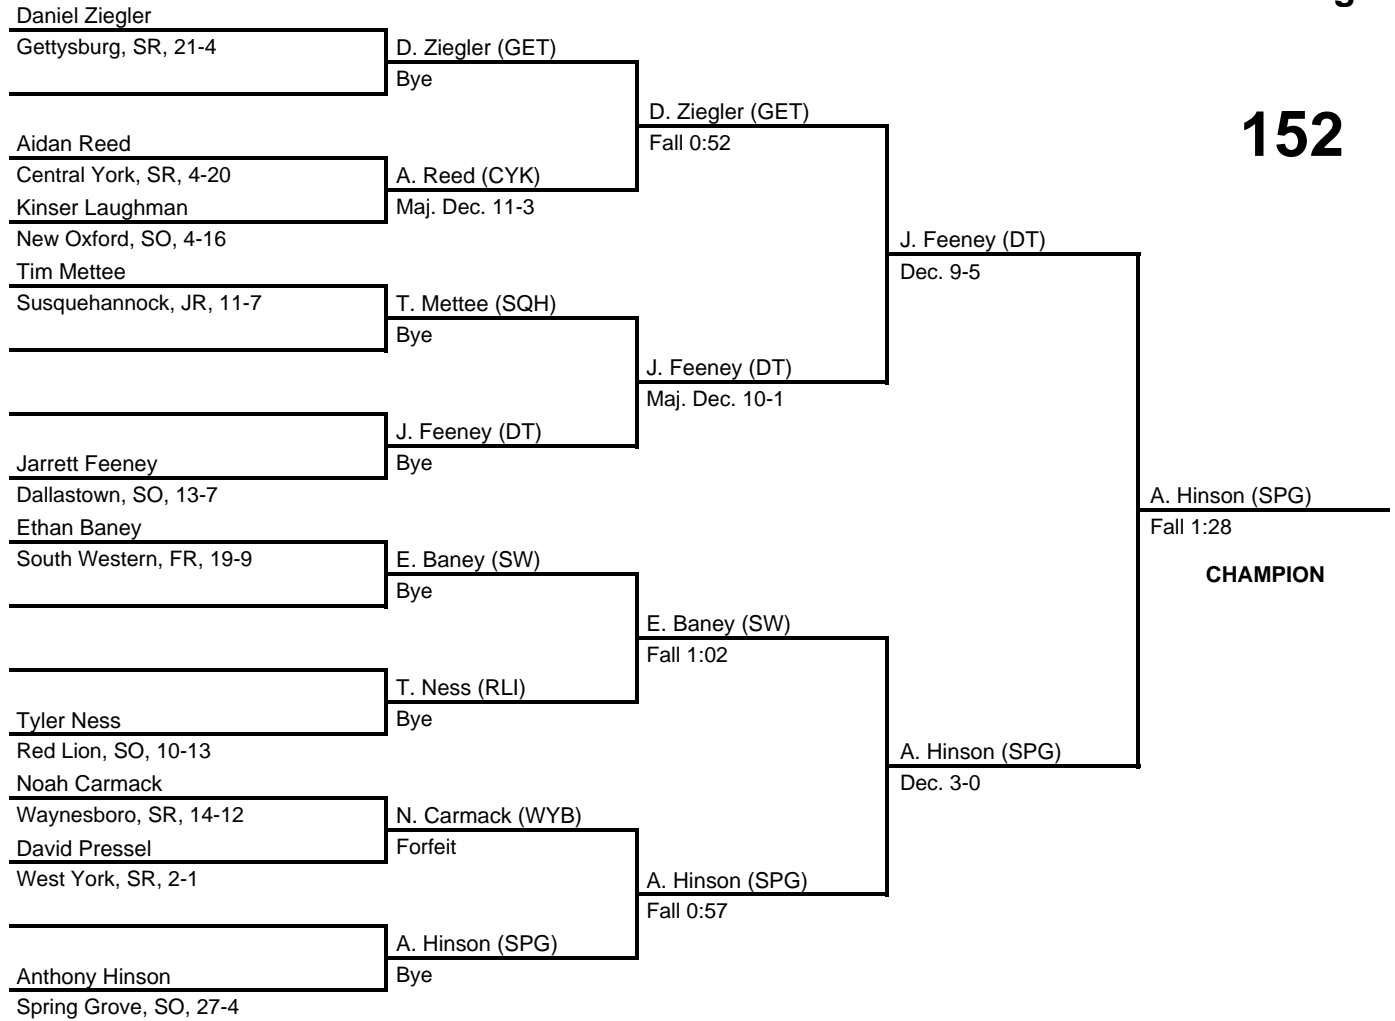 Daniel Ziegler
Gettysburg, SR, 21-4
D. Ziegler (GET)
Bye
D. Ziegler (GET)
Fall 0:52
152
Aidan Reed
Central York, SR, 4-20
A. Reed (CYK)
Kinser Laughman
Maj. Dec. 11-3
New Oxford, SO, 4-16
J. Feeney (DT)
Tim Mettee
Dec. 9-5
Susquehannock, JR, 11-7
T. Mettee (SQH)
Bye
J. Feeney (DT)
Maj. Dec. 10-1
J. Feeney (DT)
Jarrett Feeney
Bye
Dallastown, SO, 13-7
A. Hinson (SPG)
Ethan Baney
Fall 1:28
South Western, FR, 19-9
E. Baney (SW)
CHAMPION
Bye
E. Baney (SW)
Fall 1:02
T. Ness (RLI)
Tyler Ness
Bye
Red Lion, SO, 10-13
A. Hinson (SPG)
Noah Carmack
Dec. 3-0
Waynesboro, SR, 14-12
N. Carmack (WYB)
David Pressel
Forfeit
West York, SR, 2-1
A. Hinson (SPG)
Fall 0:57
A. Hinson (SPG)
Anthony Hinson
Bye
Spring Grove, SO, 27-4